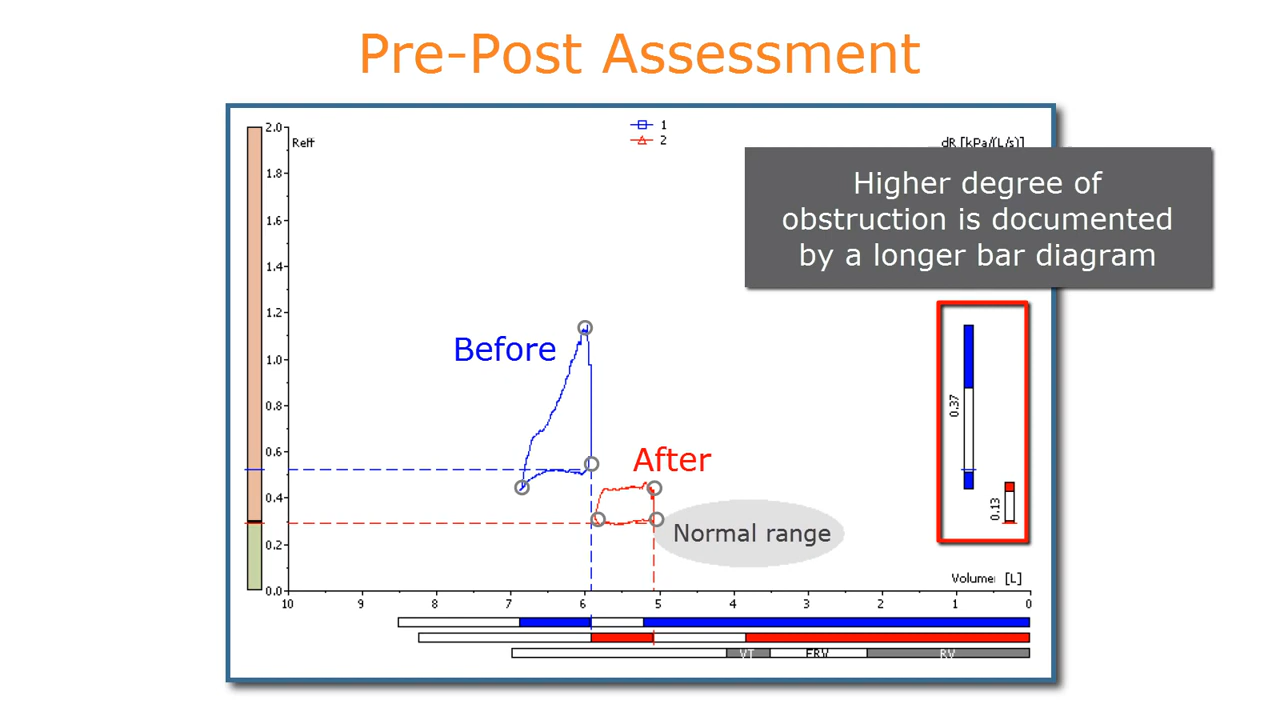 Pre-Post Assessment
2.0
Reff
1
2
dR [kPa/(L/s)]
Higher degree of
obstruction is documented
by a longer bar diagram
1.8
1.6
1.4
1.2
1.0
0.8
0.6
0.4
0.2
0.0
Before
After
Normal range
0.37
0.13
Volume [L]
10 9 8 7 6 5 4 3 2 1 0
VT ERV RV